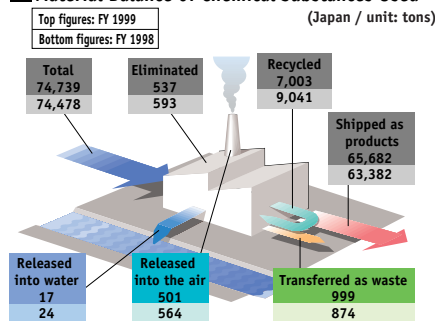 Material Balance of Chemical Substances Used
Top figures: FY 1999
Bottom figures: FY 1998
(Japan / unit: tons)
Total
74,739
74,478
Eliminated
537
593
Recycled
7,003
9,041
Shipped as
products
65,682
63,382
Released
into water
17
24
Released
into the air
501
564
Transferred as waste
999
874